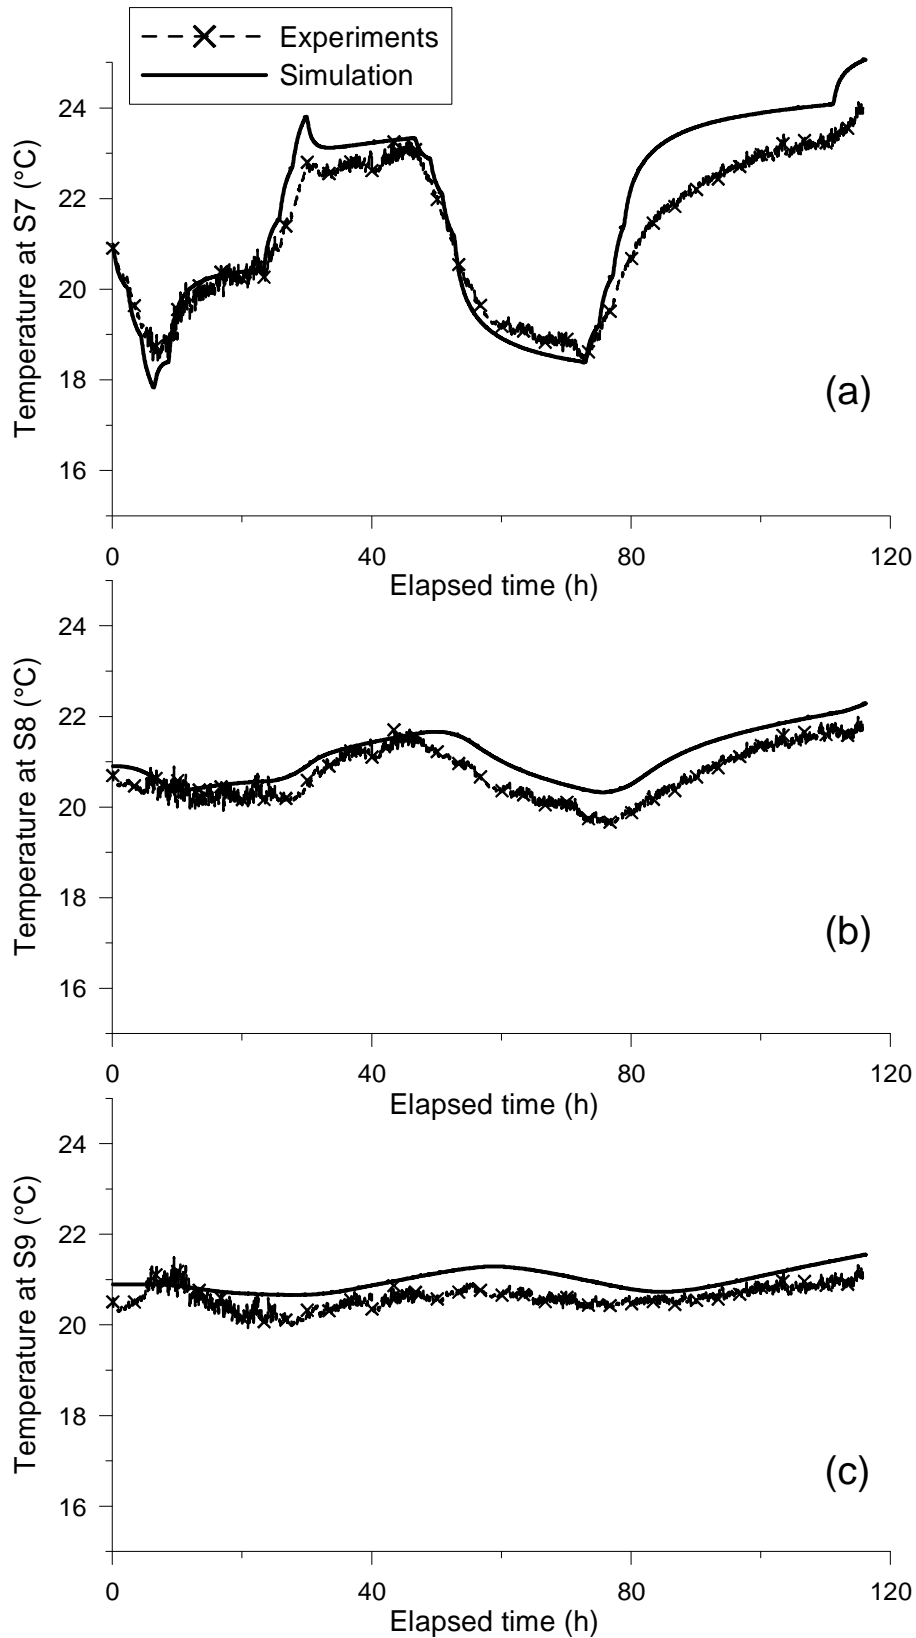 Experiments
Simulation
24
22
20
18
16
Temperature at S7 (°C)
(a)
0 40 80 120
Elapsed time (h)
24
22
20
18
16
Temperature at S8 (°C)
(b)
0 40 80 120
Elapsed time (h)
24
22
20
18
16
Temperature at S9 (°C)
(c)
0 40 80 120
Elapsed time (h)